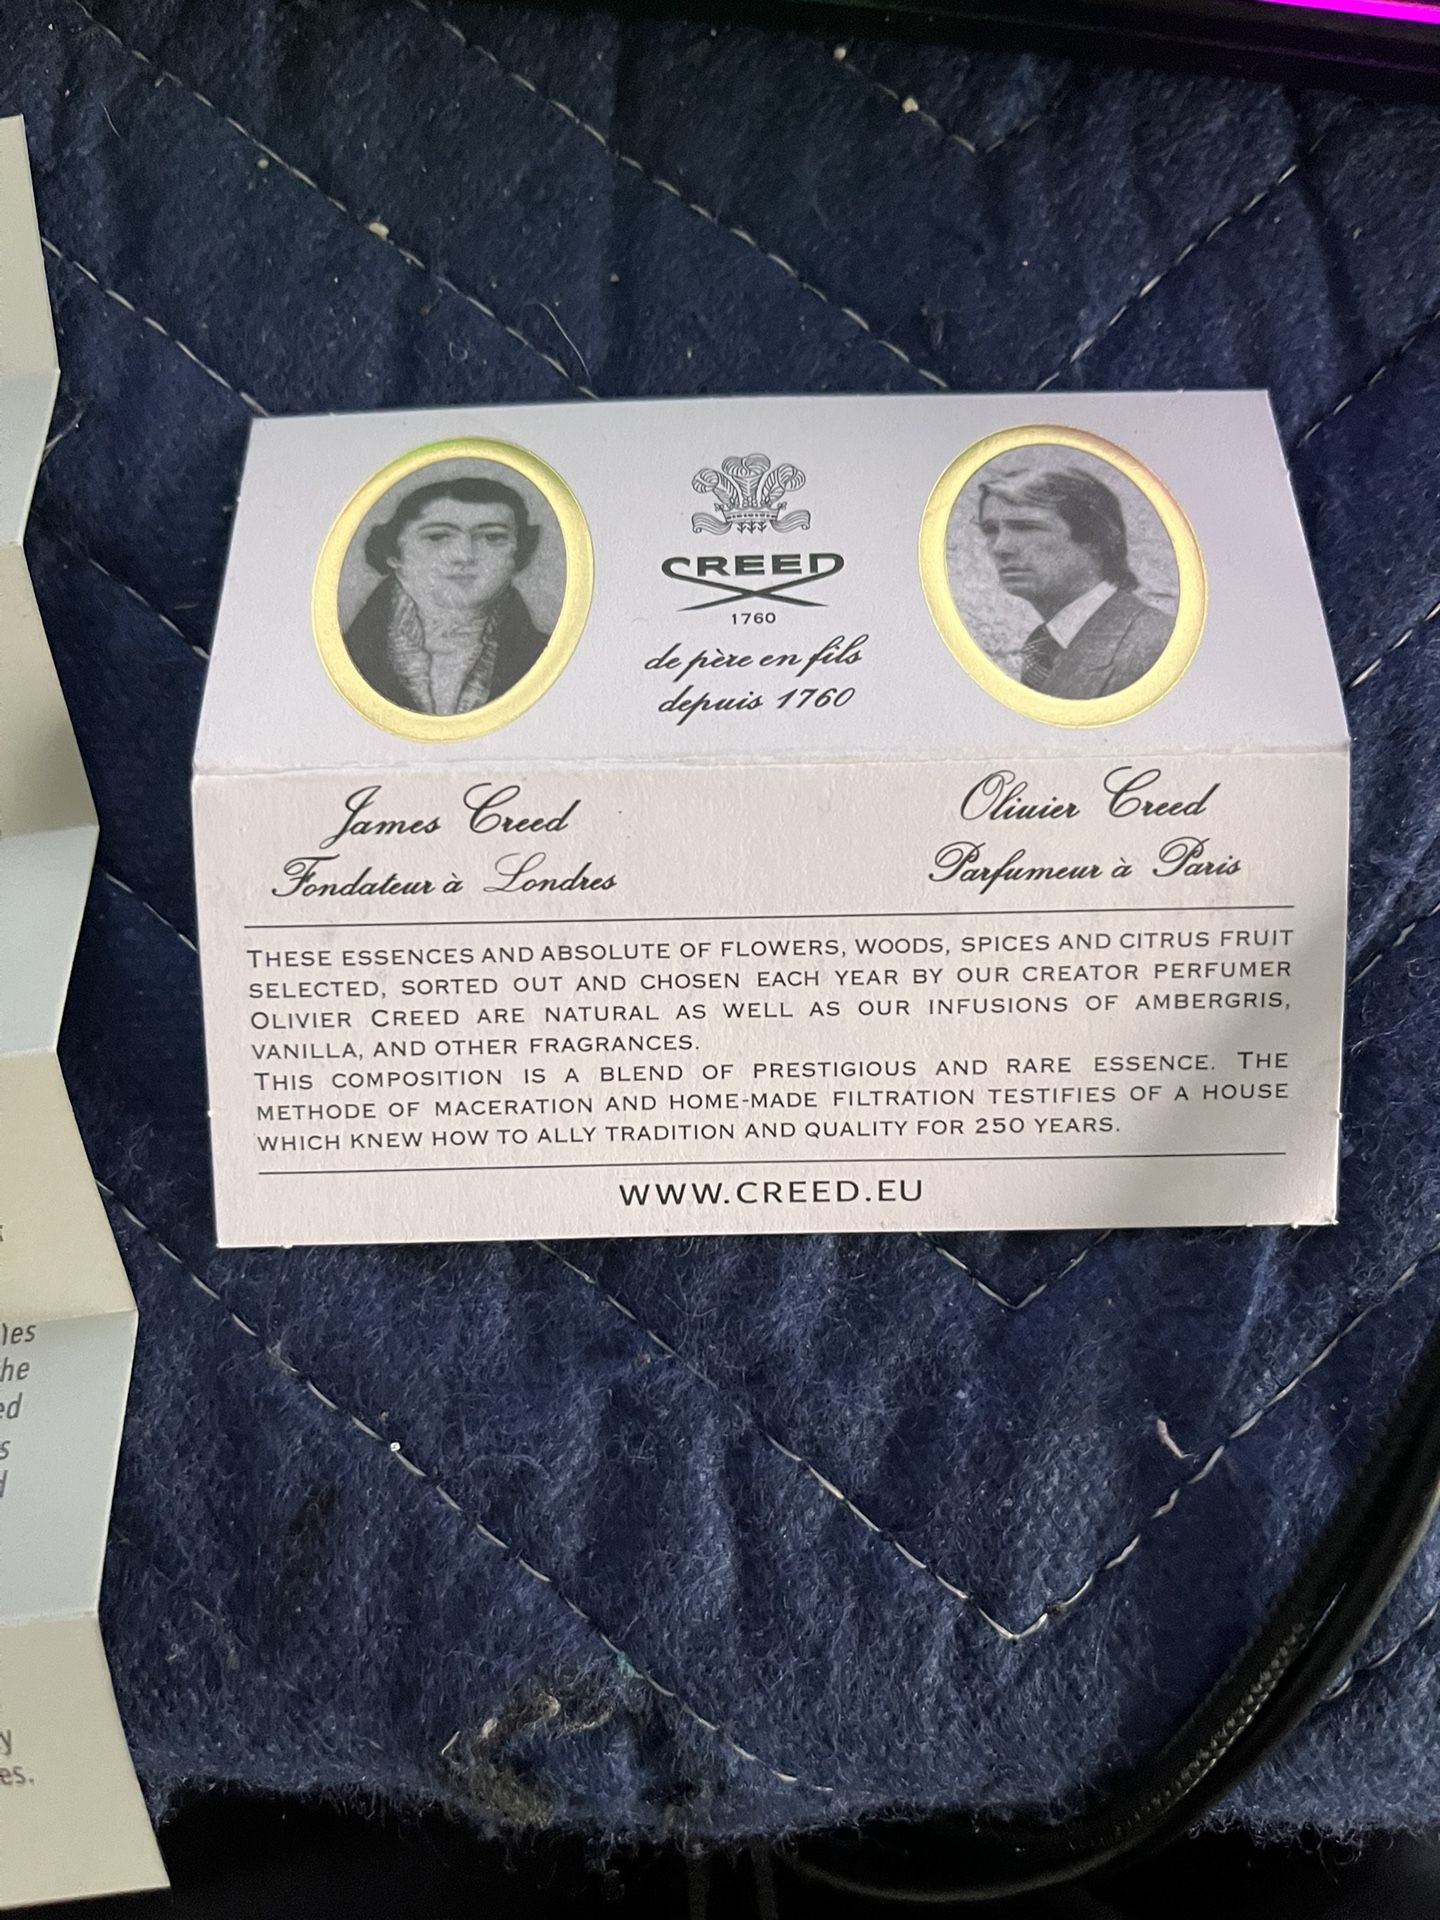 CREED
1760
de père en fils
depuis 1760
James Creed
Fondateur à Londres
Olivier Creed
Parfumeur à Paris
THESE ESSENCES AND ABSOLUTE OF FLOWERS, WOODS, SPICES AND CITRUS FRUIT
SELECTED, SORTED OUT AND CHOSEN EACH YEAR BY OUR CREATOR PERFUMER
OLIVIER CREED ARE NATURAL AS WELL AS OUR INFUSIONS OF AMBERGRIS,
VANILLA, AND OTHER FRAGRANCES.
THIS COMPOSITION IS A BLEND OF PRESTIGIOUS AND RARE ESSENCE. THE
METHODE OF MACERATION AND HOME-MADE FILTRATION TESTIFIES OF A HOUSE
WHICH KNEW HOW TO ALLY TRADITION AND QUALITY FOR 250 YEARS.
WWW.CREED.EU